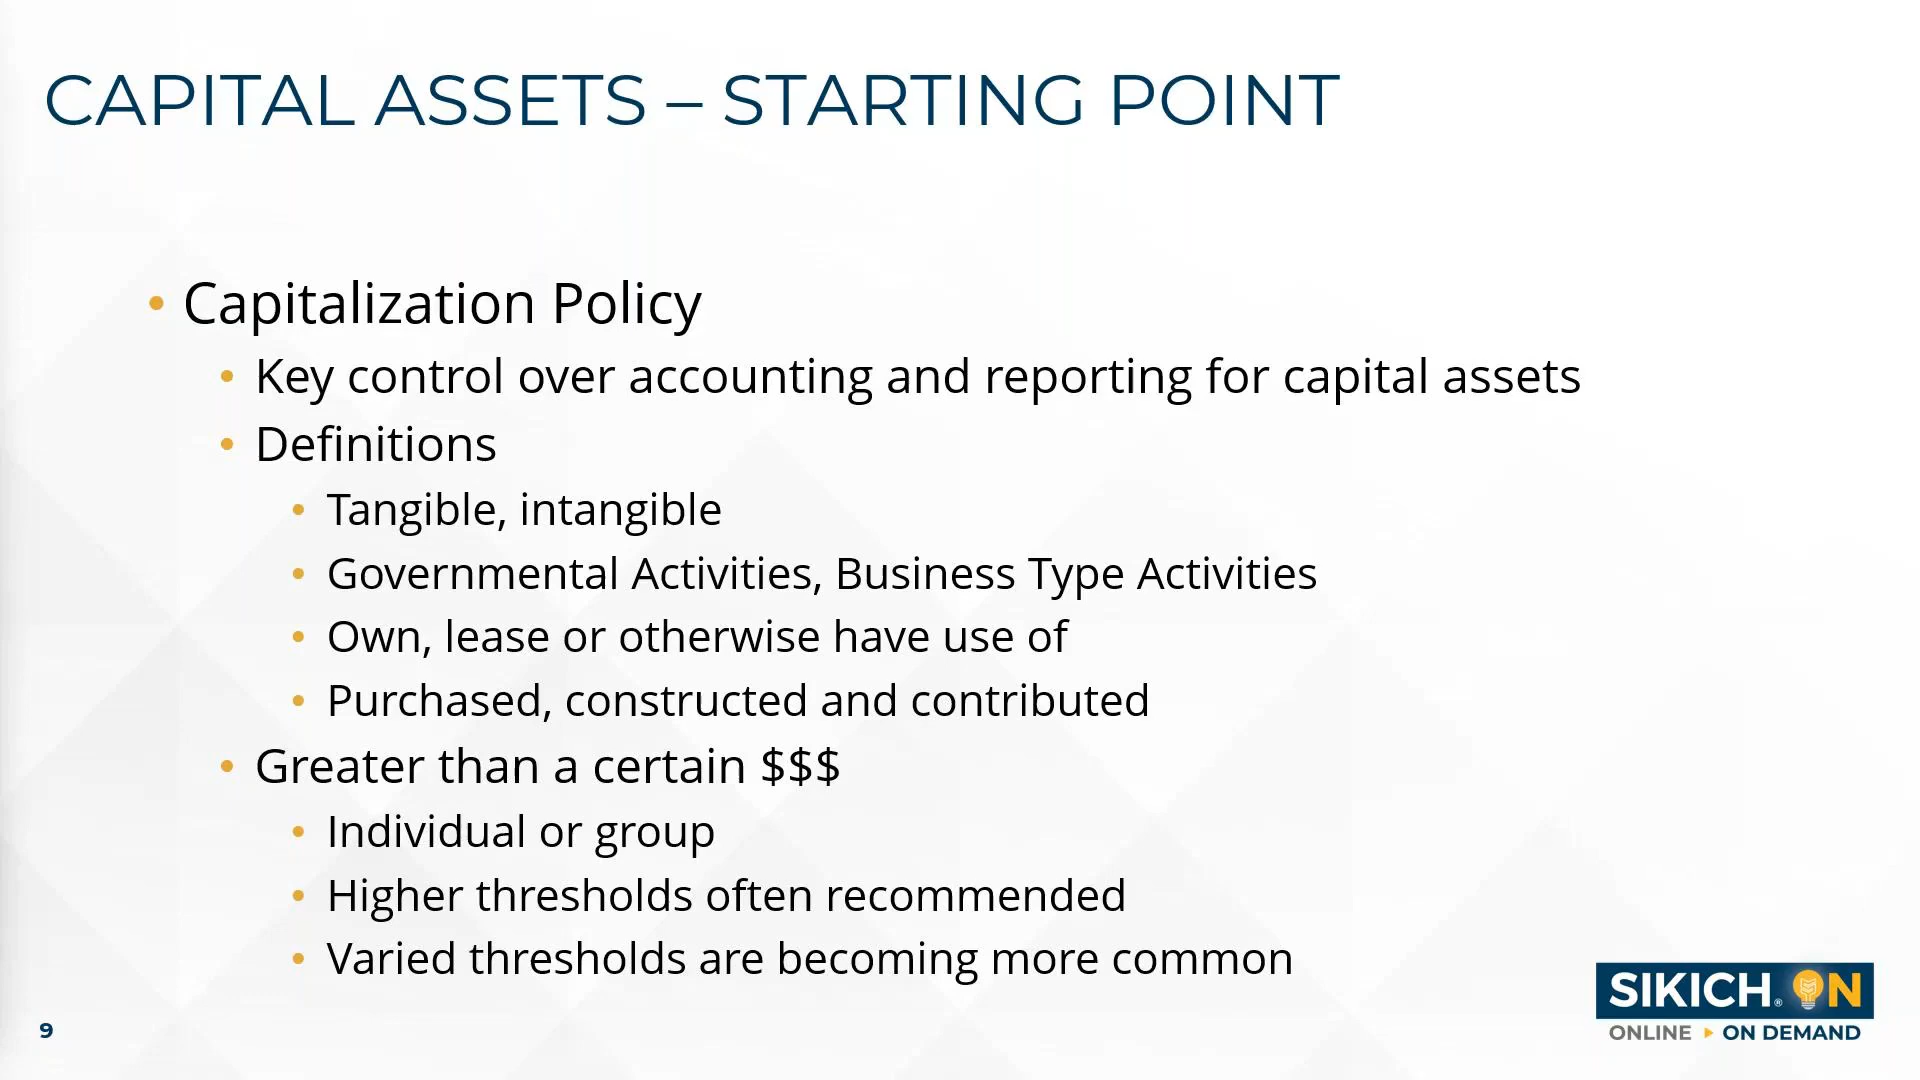 CAPITAL ASSETS – STARTING POINT
• Capitalization Policy
• Key control over accounting and reporting for capital assets
• Definitions
• Tangible, intangible
• Governmental Activities, Business Type Activities
• Own, lease or otherwise have use of
• Purchased, constructed and contributed
• Greater than a certain $$$
• Individual or group
• Higher thresholds often recommended
• Varied thresholds are becoming more common
SIKICH® ON
ONLINE ▸ ON DEMAND
9